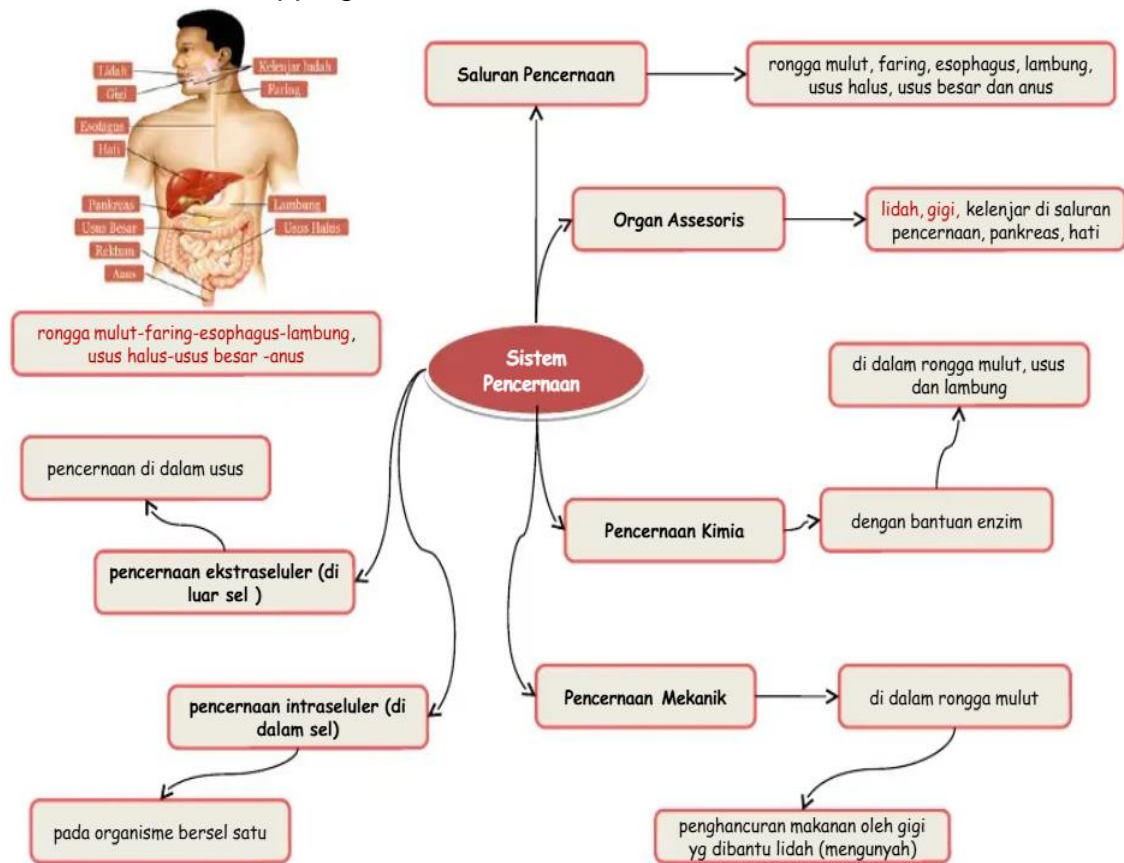 Lidah
Gigi
Esofagus
Hati
Pankreas
Usus Besar
Rektum
Anus
Kelenjar ludah
Faring
Lambung
Usus Halus
rongga mulut-faring-esophagus-lambung,
usus halus-usus besar -anus
Saluran Pencernaan
rongga mulut, faring, esophagus, lambung,
usus halus, usus besar dan anus
Organ Assesoris
lidah, gigi, kelenjar di saluran
pencernaan, pankreas, hati
Sistem
Pencernaan
di dalam rongga mulut, usus
dan lambung
pencernaan di dalam usus
Pencernaan Kimia
dengan bantuan enzim
pencernaan ekstraseluler (di
luar sel )
pencernaan intraseluler (di
dalam sel)
Pencernaan Mekanik
di dalam rongga mulut
pada organisme bersel satu
penghancuran makanan oleh gigi
yg dibantu lidah (mengunyah)